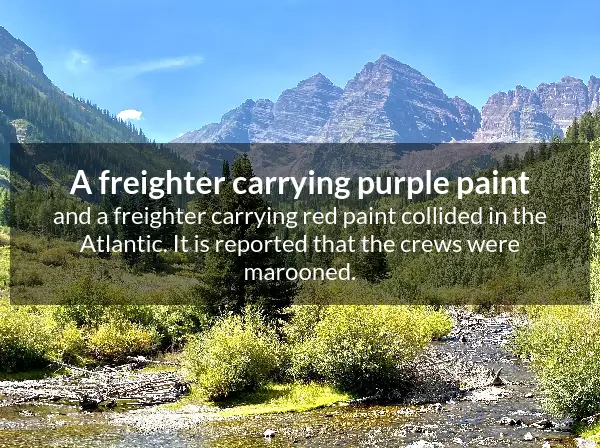 A freighter carrying purple paint
and a freighter carrying red paint collided in the
Atlantic. It is reported that the crews were
marooned.